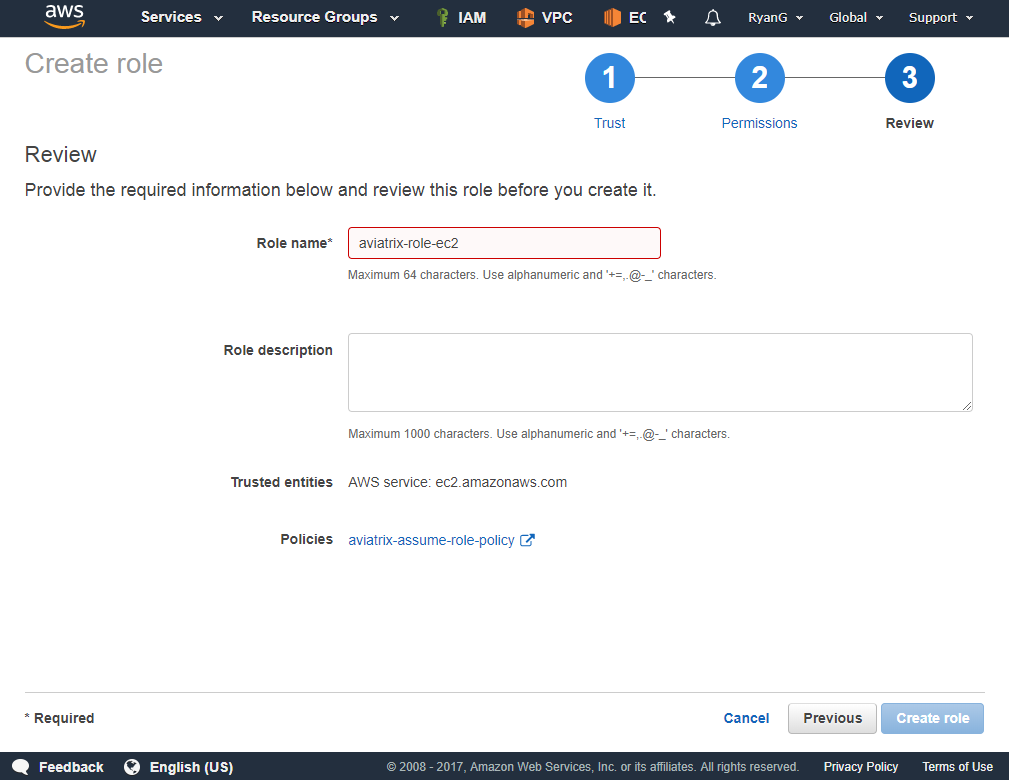 aws Services Resource Groups IAM VPC EC RyanG Global Support
Create role
1 2 3
Trust Permissions Review
Review
Provide the required information below and review this role before you create it.
Role name* aviatrix-role-ec2
Maximum 64 characters. Use alphanumeric and '+=,.@-_' characters.
Role description
Maximum 1000 characters. Use alphanumeric and '+=,.@-_' characters.
Trusted entities AWS service: ec2.amazonaws.com
Policies aviatrix-assume-role-policy
* Required Cancel Previous Create role
Feedback English (US) © 2008 - 2017, Amazon Web Services, Inc. or its affiliates. All rights reserved. Privacy Policy Terms of Use